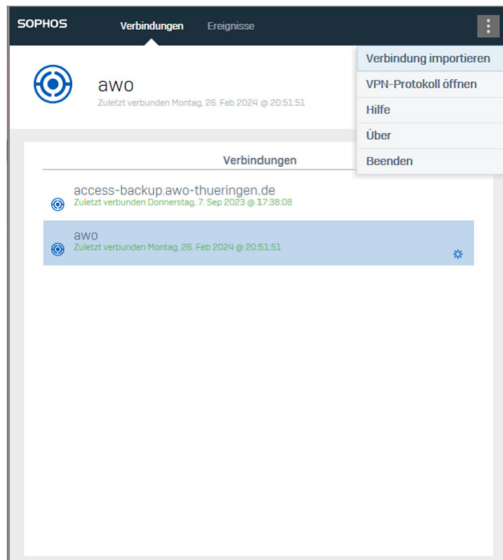 SOPHOS
Verbindungen
Ereignisse
Verbindung importieren
VPN-Protokoll öffnen
Hilfe
Über
Beenden
awo
Zuletzt verbunden Montag, 26. Feb 2024 @ 20:51:51
Verbindungen
access-backup.awo-thueringen.de
Zuletzt verbunden Donnerstag, 7. Sep 2023 @ 17:38:08
awo
Zuletzt verbunden Montag, 26. Feb 2024 @ 20:51:51